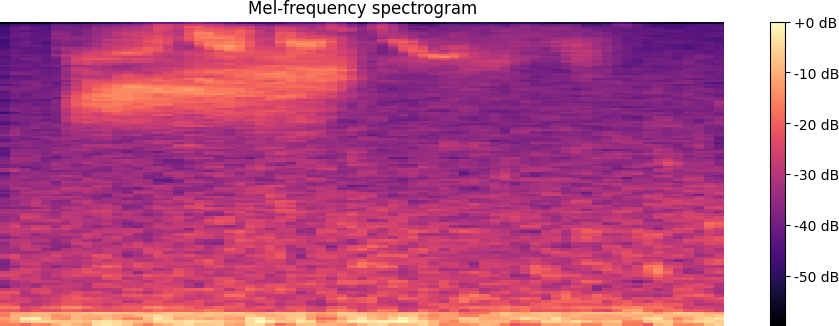 Mel-frequency spectrogram
+0 dB
-10 dB
-20 dB
-30 dB
-40 dB
-50 dB